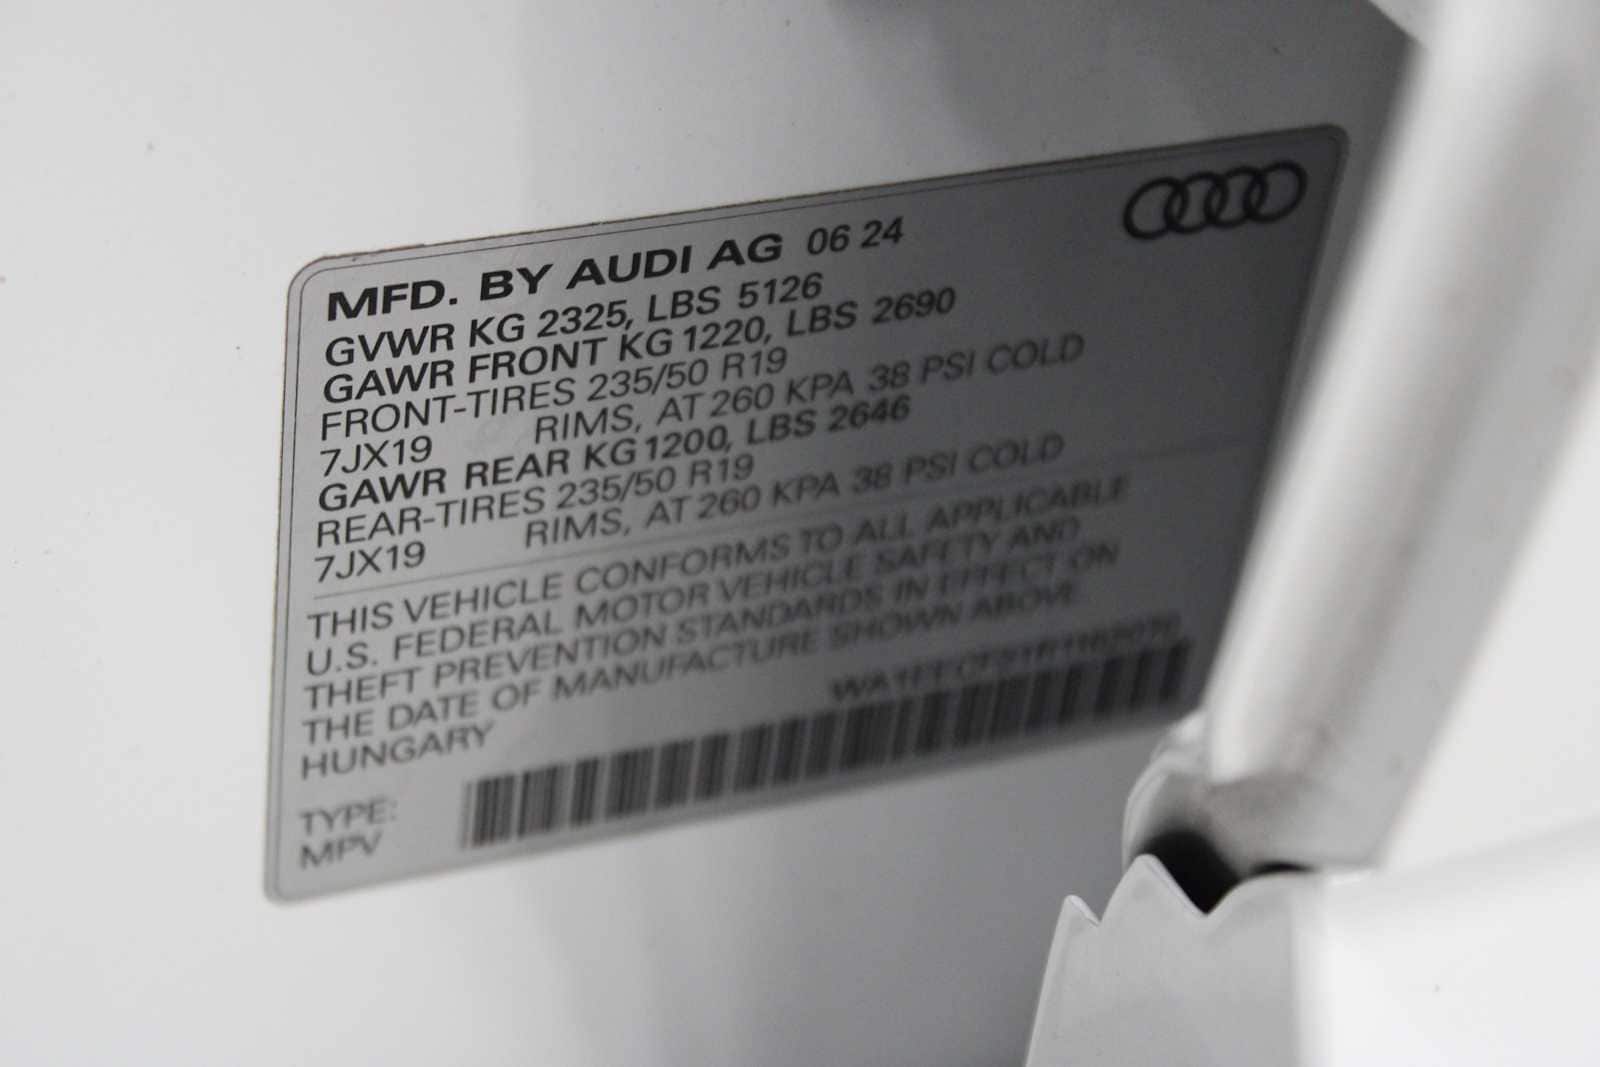 MFD. BY AUDI AG 06 24
GVWR KG 2325, LBS 5126
GAWR FRONT KG 1220, LBS 2690
FRONT-TIRES 235/50 R19
7JX19 RIMS, AT 260 KPA 38 PSI COLD
GAWR REAR KG 1200, LBS 2646
REAR-TIRES 235/50 R19
7JX19 RIMS, AT 260 KPA 38 PSI COLD
THIS VEHICLE CONFORMS TO ALL APPLICABLE
U.S. FEDERAL MOTOR VEHICLE SAFETY AND
THEFT PREVENTION STANDARDS IN EFFECT ON
THE DATE OF MANUFACTURE SHOWN ABOVE
HUNGARY
TYPE:
MPV